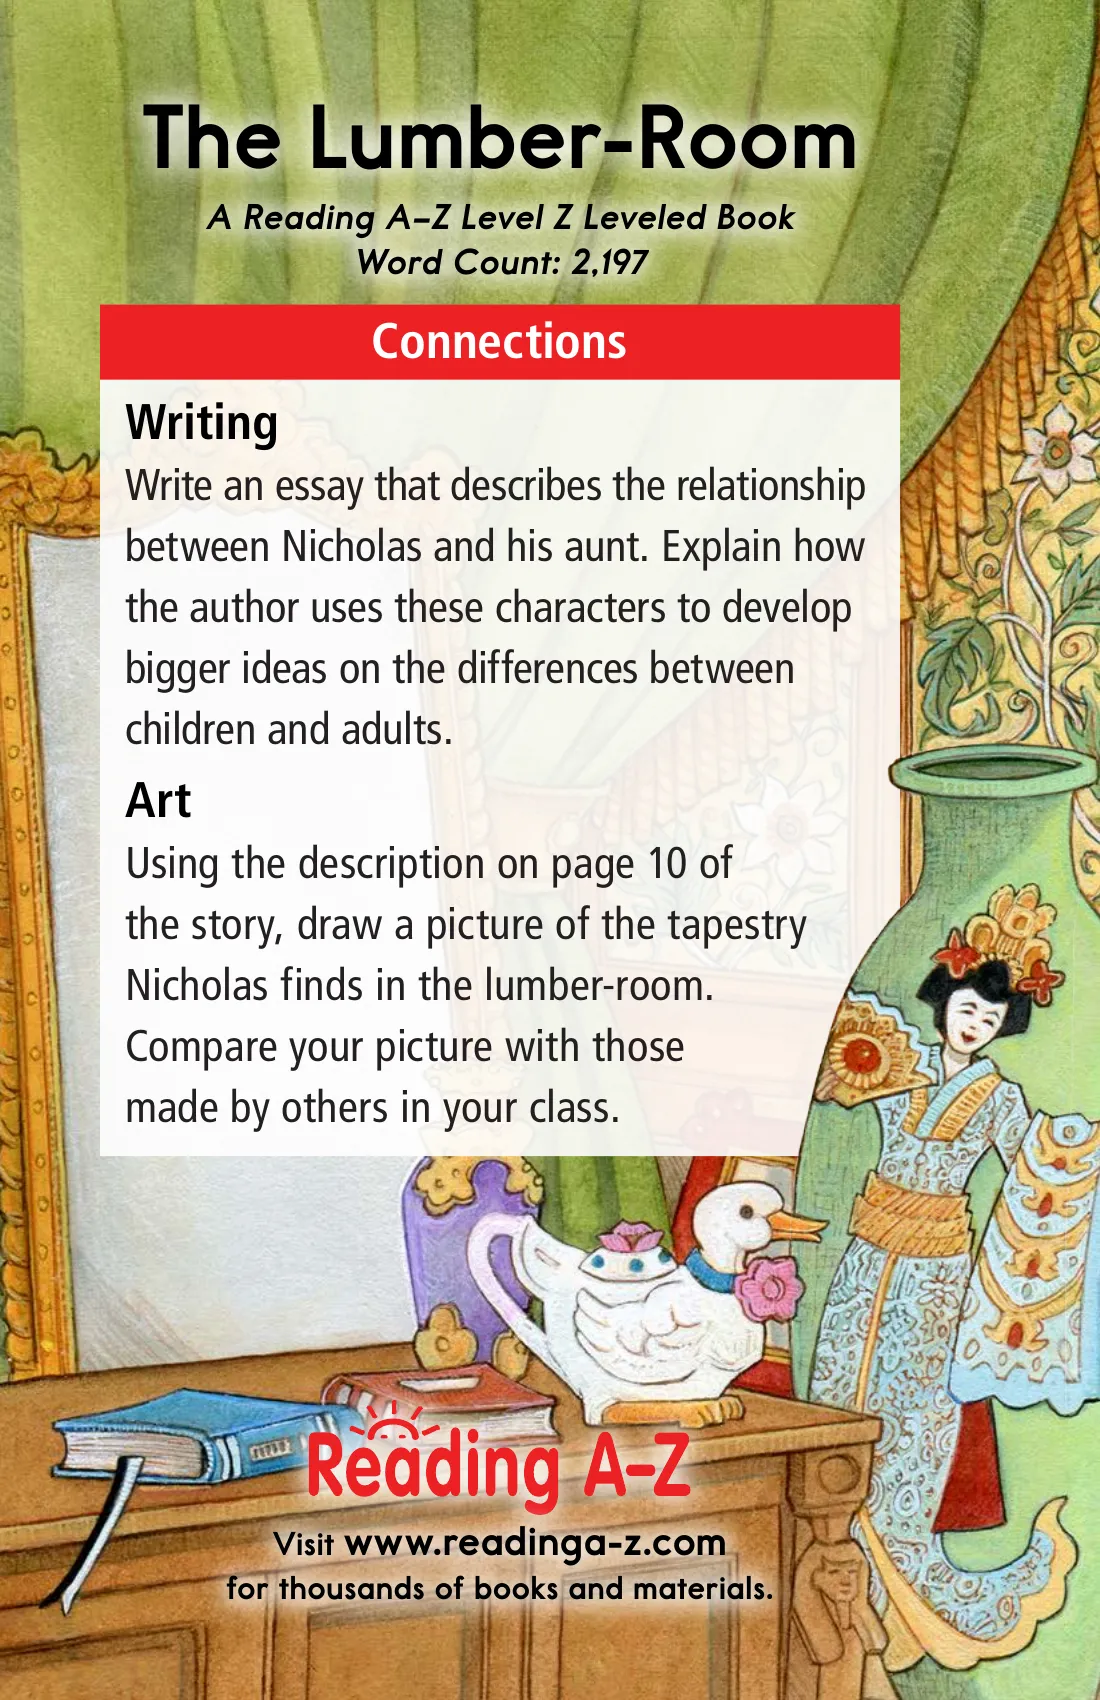 The Lumber-Room
A Reading A–Z Level Z Leveled Book
Word Count: 2,197
Connections
Writing
Write an essay that describes the relationship
between Nicholas and his aunt. Explain how
the author uses these characters to develop
bigger ideas on the differences between
children and adults.
Art
Using the description on page 10 of
the story, draw a picture of the tapestry
Nicholas finds in the lumber-room.
Compare your picture with those
made by others in your class.
Reading A–Z
Visit www.readinga-z.com
for thousands of books and materials.